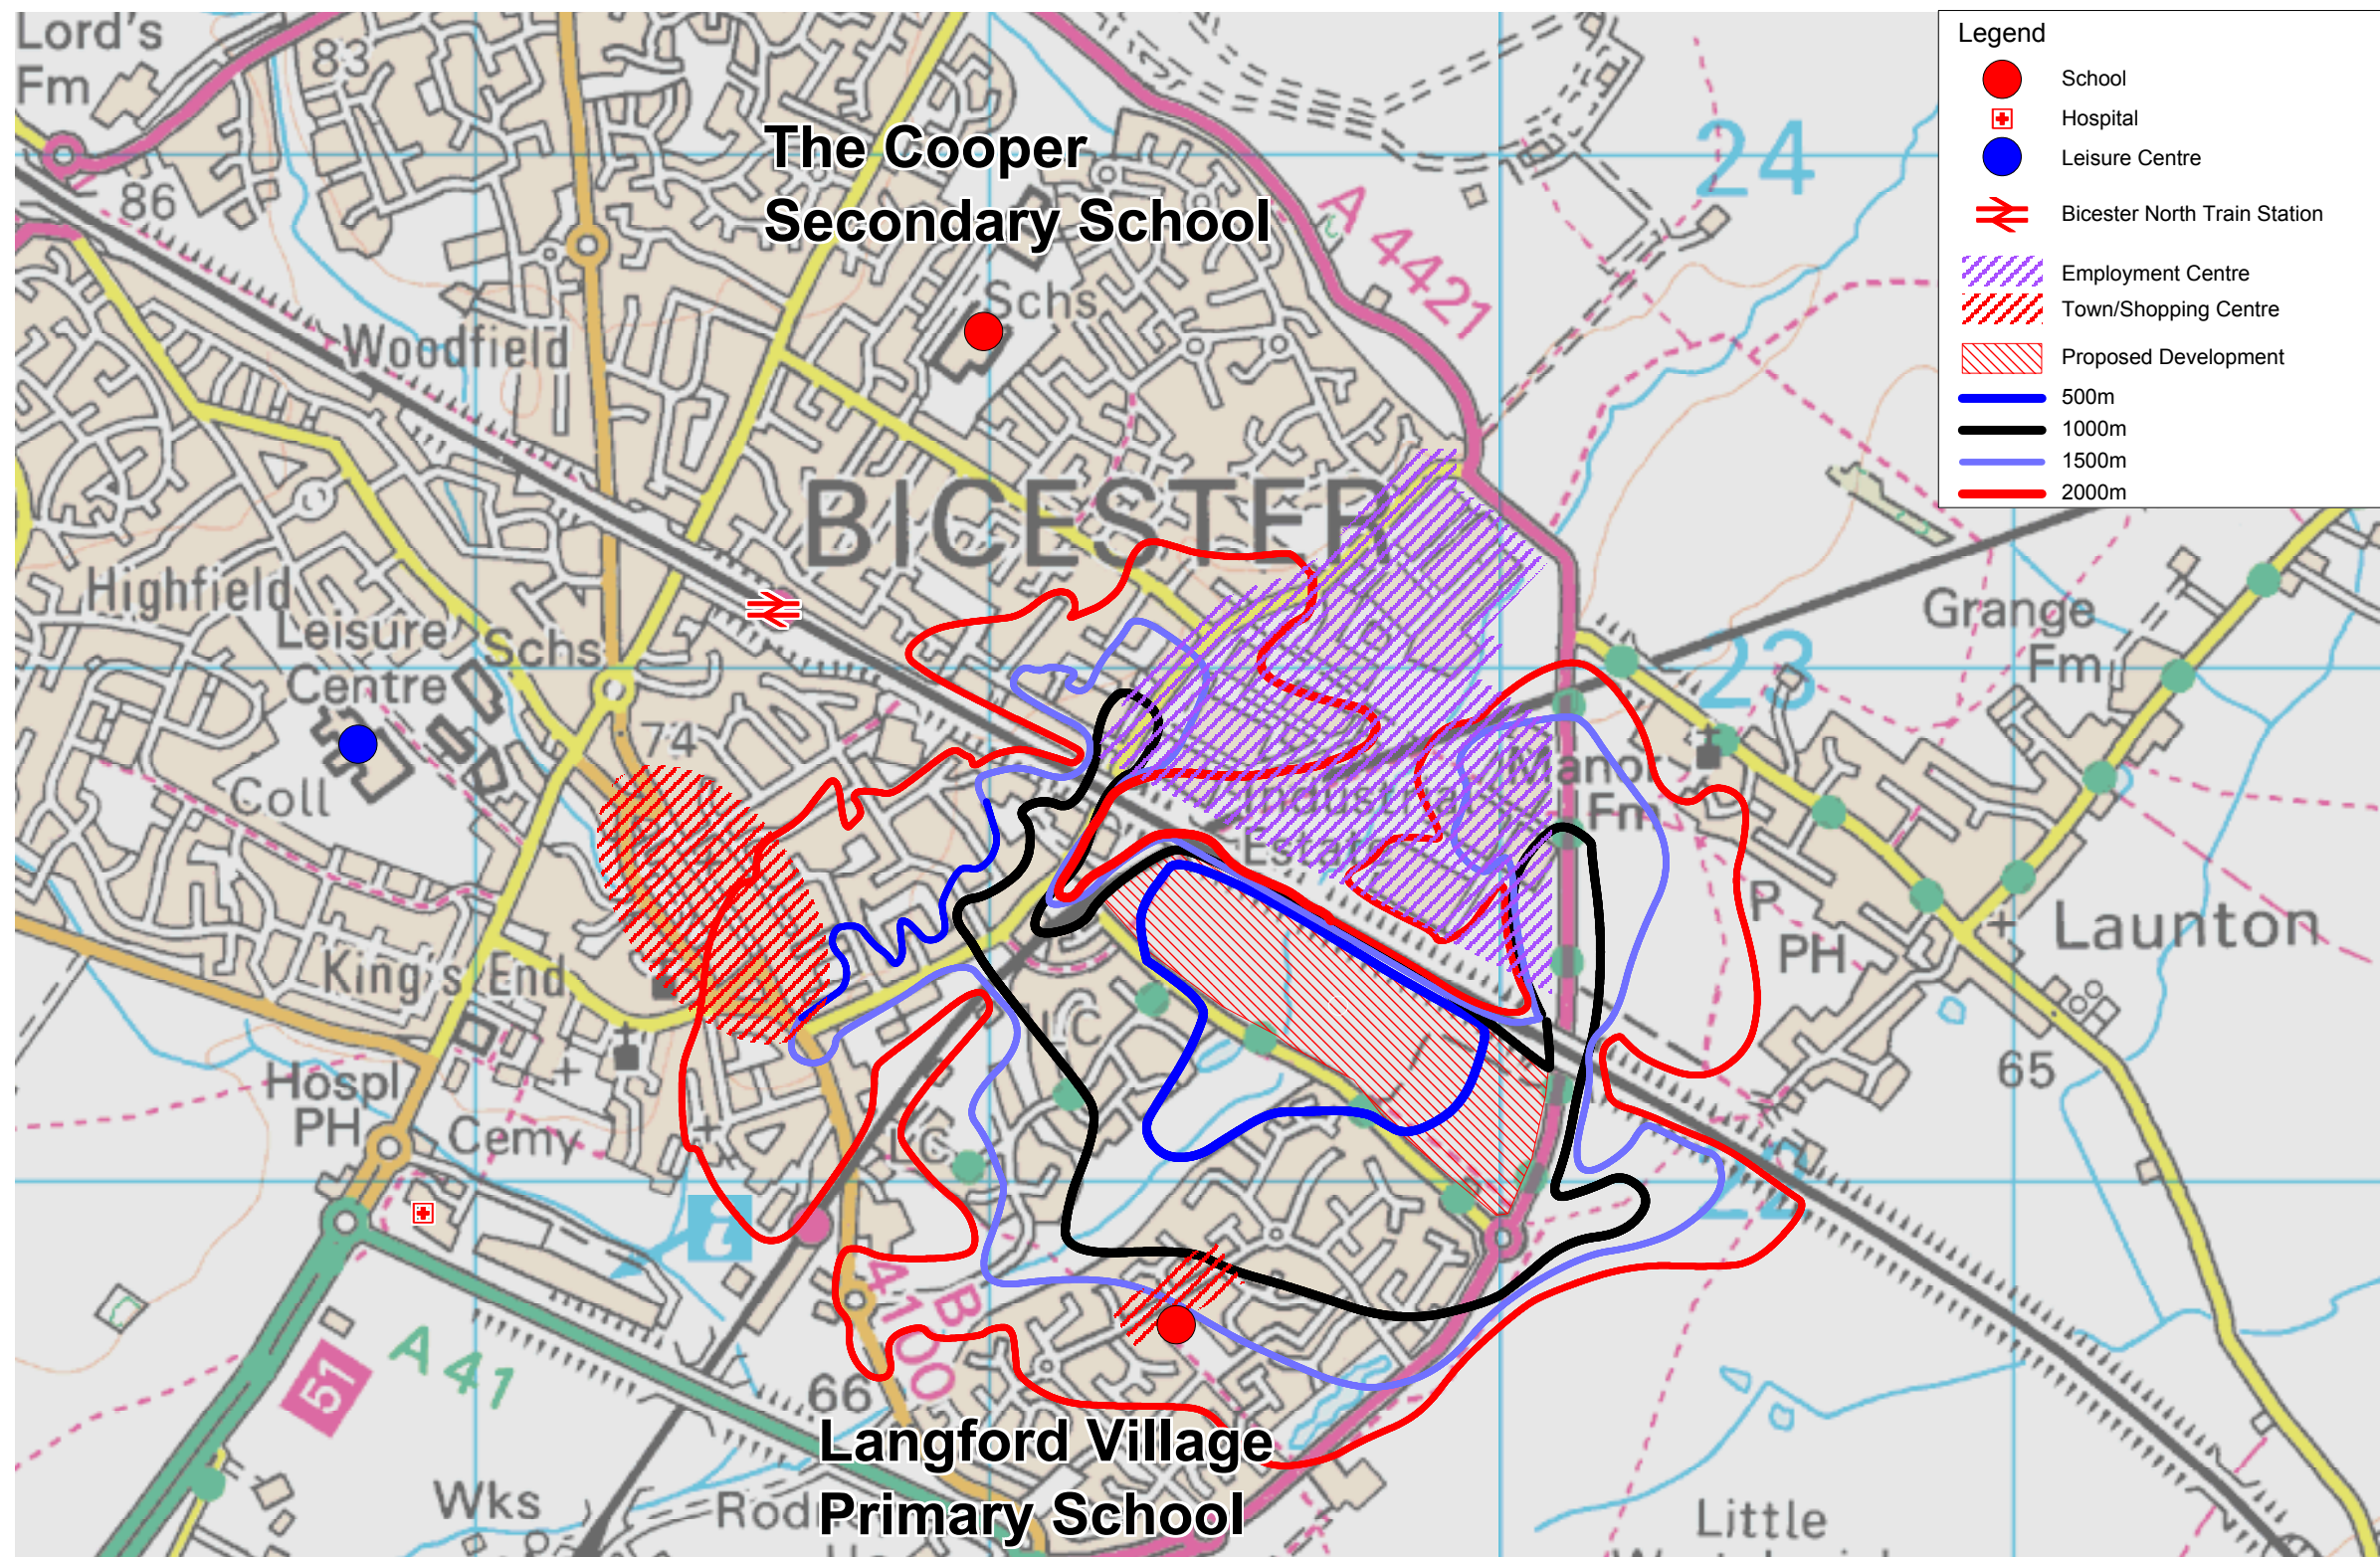 Lord's
Fm
83
86
Woodfield
The Cooper
Secondary School
Schs
A 4421
24
Legend
School
Hospital
Leisure Centre
Bicester North Train Station
Employment Centre
Town/Shopping Centre
Proposed Development
500m
1000m
1500m
2000m
BICESTER
Highfield
Leisure
Centre
Schs
74
Coll
Grange
Fm
23
Manor
Fm
Industrial
Estate
P
PH
Launton
King's End
LC
LC
Hospl
PH
Cemy
65
22
i
A 41
51
B
4100
66
Langford Village
Primary School
Wks
Little